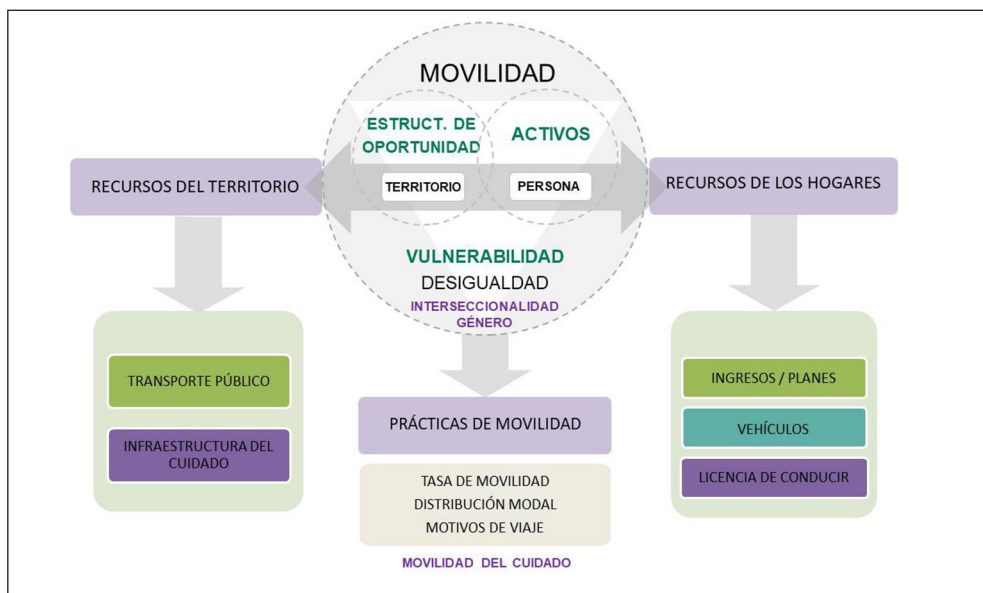 MOVILIDAD
ESTRUCT. DE
OPORTUNIDAD
ACTIVOS
RECURSOS DEL TERRITORIO
TERRITORIO
PERSONA
RECURSOS DE LOS HOGARES
VULNERABILIDAD
DESIGUALDAD
INTERSECCIONALIDAD
GÉNERO
TRANSPORTE PÚBLICO
INFRAESTRUCTURA DEL
CUIDADO
PRÁCTICAS DE MOVILIDAD
TASA DE MOVILIDAD
DISTRIBUCIÓN MODAL
MOTIVOS DE VIAJE
MOVILIDAD DEL CUIDADO
INGRESOS / PLANES
VEHÍCULOS
LICENCIA DE CONDUCIR